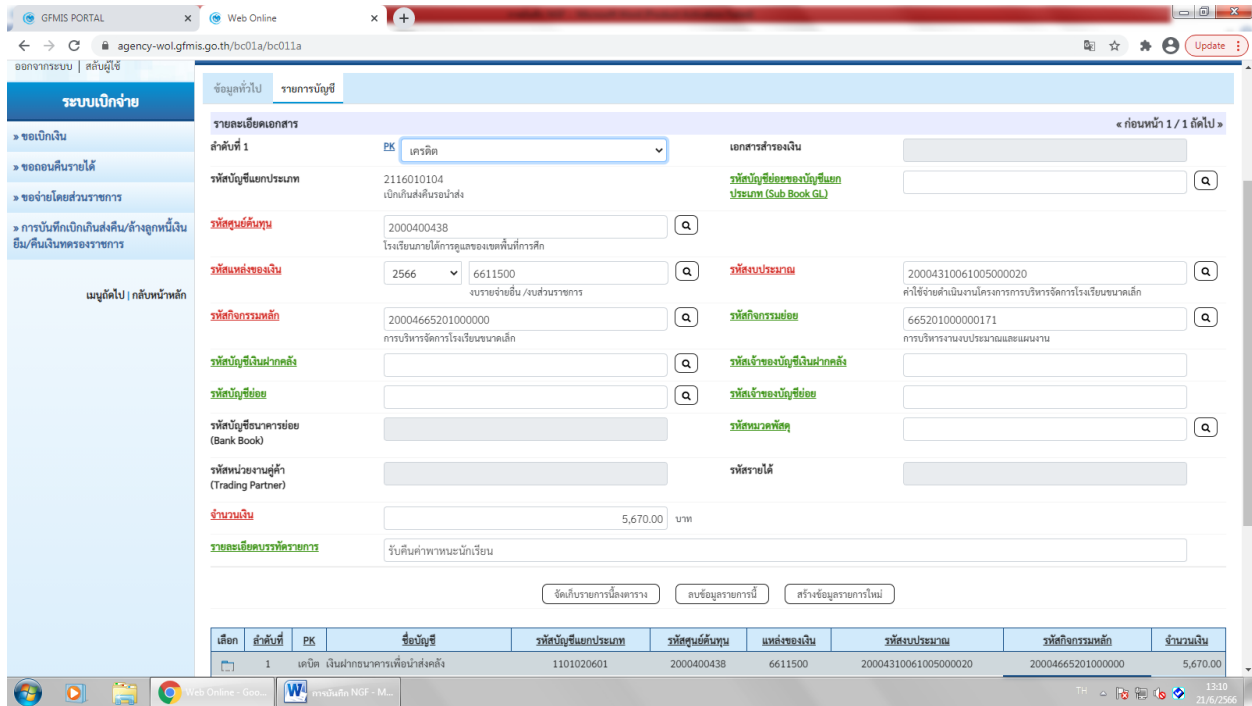 GFMIS PORTAL
Web Online
agency-wol.gfmis.go.th/bc01a/bc011a
Update
ออกจากระบบ | สลับผู้ใช้
ระบบเบิกจ่าย
» ขอเบิกเงิน
» ขอถอนคืนรายได้
» ขอจ่ายโดยส่วนราชการ
» การบันทึกเบิกเกินส่งคืน/ล้างลูกหนี้เงิน
ยืม/คืนเงินทดรองราชการ
เมนูถัดไป | กลับหน้าหลัก
ข้อมูลทั่วไป รายการบัญชี
รายละเอียดเอกสาร « ก่อนหน้า 1 / 1 ถัดไป »
ลำดับที่ 1 PK เครดิต เอกสารสำรองเงิน
รหัสบัญชีแยกประเภท 2116010104 รหัสบัญชีย่อยของบัญชีแยก
เบิกเกินส่งคืนรอนำส่ง ประเภท (Sub Book GL)
รหัสศูนย์ต้นทุน 2000400438
โรงเรียนภายใต้การดูแลของเขตพื้นที่การศึก
รหัสแหล่งของเงิน 2566 6611500 รหัสงบประมาณ 20004310061005000020
งบรายจ่ายอื่น /งบส่วนราชการ ค่าใช้จ่ายดำเนินงานโครงการการบริหารจัดการโรงเรียนขนาดเล็ก
รหัสกิจกรรมหลัก 20004665201000000 รหัสกิจกรรมย่อย 665201000000171
การบริหารจัดการโรงเรียนขนาดเล็ก การบริหารงานงบประมาณและแผนงาน
รหัสบัญชีเงินฝากคลัง รหัสเจ้าของบัญชีเงินฝากคลัง
รหัสบัญชีย่อย รหัสเจ้าของบัญชีย่อย
รหัสบัญชีธนาคารย่อย รหัสหมวดพัสดุ
(Bank Book)
รหัสหน่วยงานคู่ค้า รหัสรายได้
(Trading Partner)
จำนวนเงิน 5,670.00 บาท
รายละเอียดบรรทัดรายการ รับคืนค่าพาหนะนักเรียน
จัดเก็บรายการนี้ลงตาราง ลบข้อมูลรายการนี้ สร้างข้อมูลรายการใหม่
เลือก ลำดับที่ PK ชื่อบัญชี รหัสบัญชีแยกประเภท รหัสศูนย์ต้นทุน แหล่งของเงิน รหัสงบประมาณ รหัสกิจกรรมหลัก จำนวนเงิน
1 เดบิต เงินฝากธนาคารเพื่อนำส่งคลัง 1101020601 2000400438 6611500 20004310061005000020 20004665201000000 5,670.00
Web Online - Goo... การบันทึก NGF - M... TH 13:10
21/6/2566